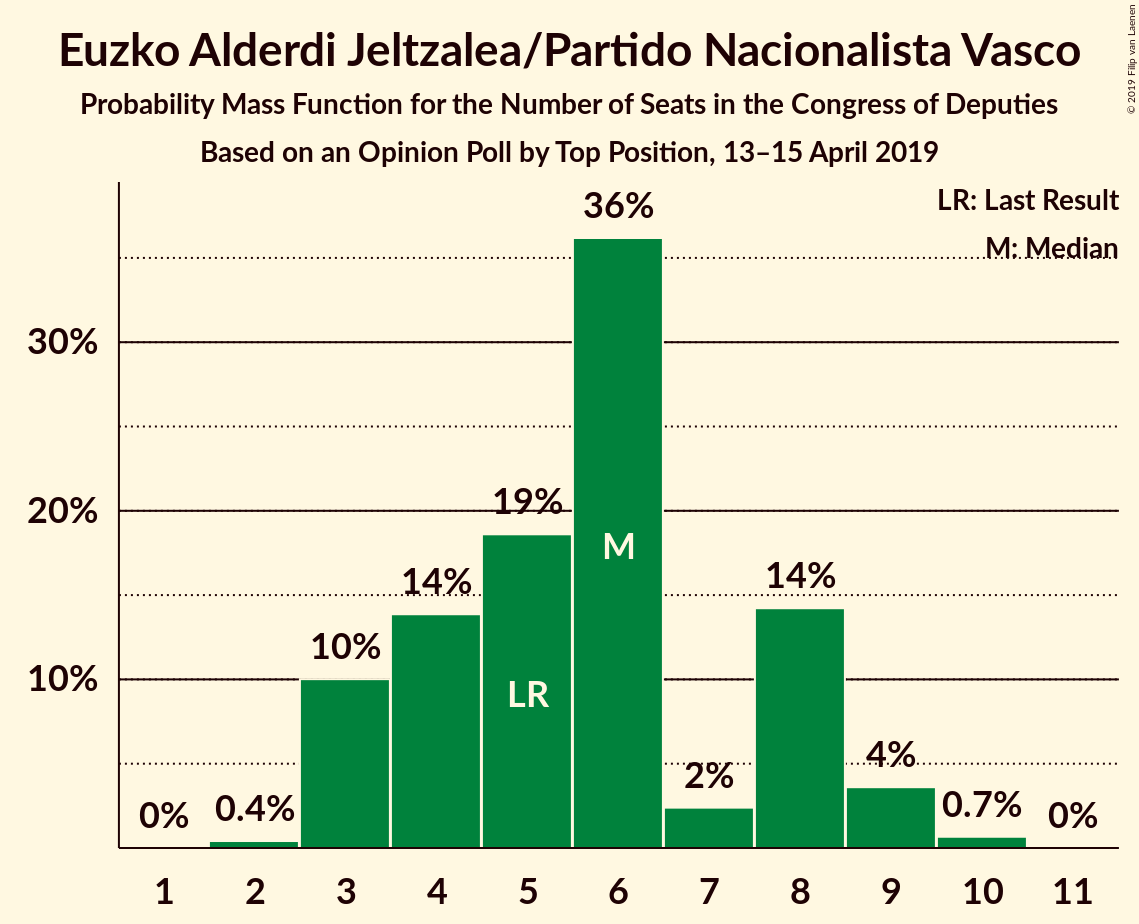 Euzko Alderdi Jeltzalea/Partido Nacionalista Vasco
Probability Mass Function for the Number of Seats in the Congress of Deputies
Based on an Opinion Poll by Top Position, 13–15 April 2019
© 2019 Filip van Laenen
LR: Last Result
M: Median
36%
30%
20%
19%
M
14%
14%
10%
10%
LR
4%
2%
0%
0.4%
0.7%
0%
1 2 3 4 5 6 7 8 9 10 11